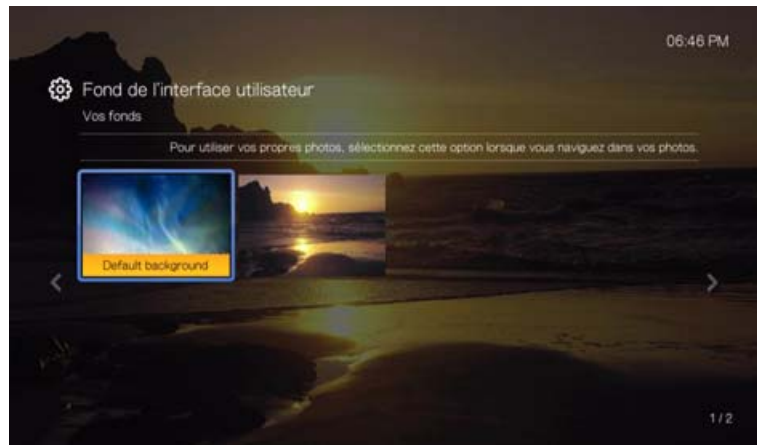 06:46 PM
Fond de l'interface utilisateur
Vos fonds
Pour utiliser vos propres photos, sélectionnez cette option lorsque vous naviguez dans vos photos.
Default background
1 / 2